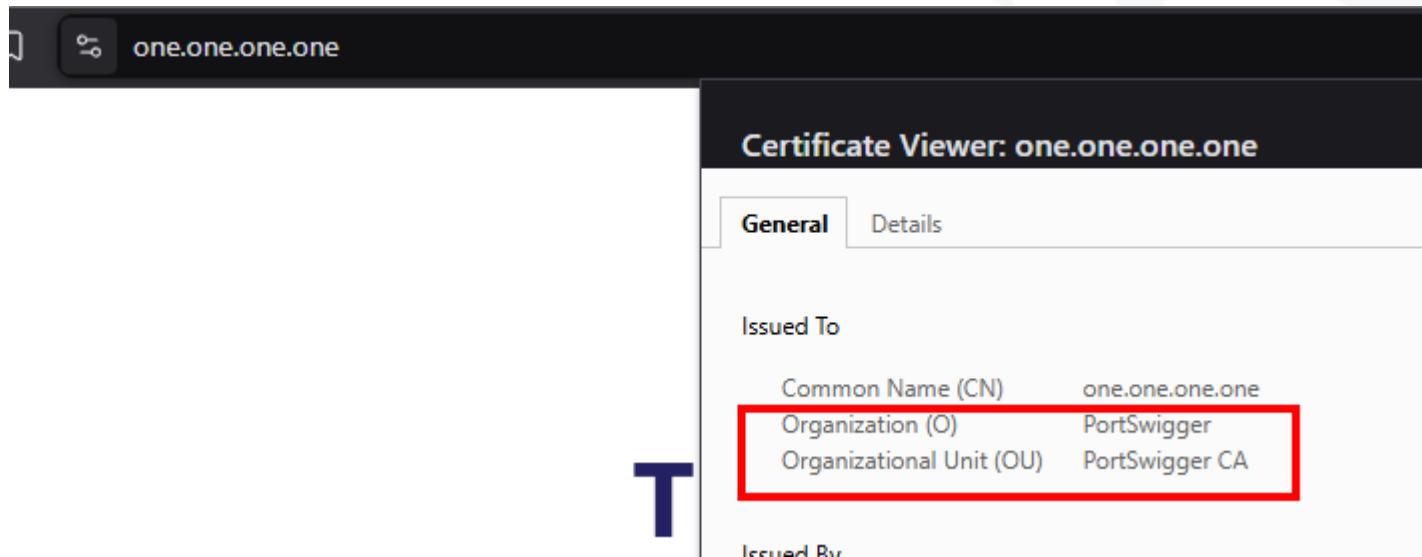 one.one.one.one
Certificate Viewer: one.one.one.one
General Details
Issued To
Common Name (CN) one.one.one.one
Organization (O) PortSwigger
Organizational Unit (OU) PortSwigger CA
T
Issued By